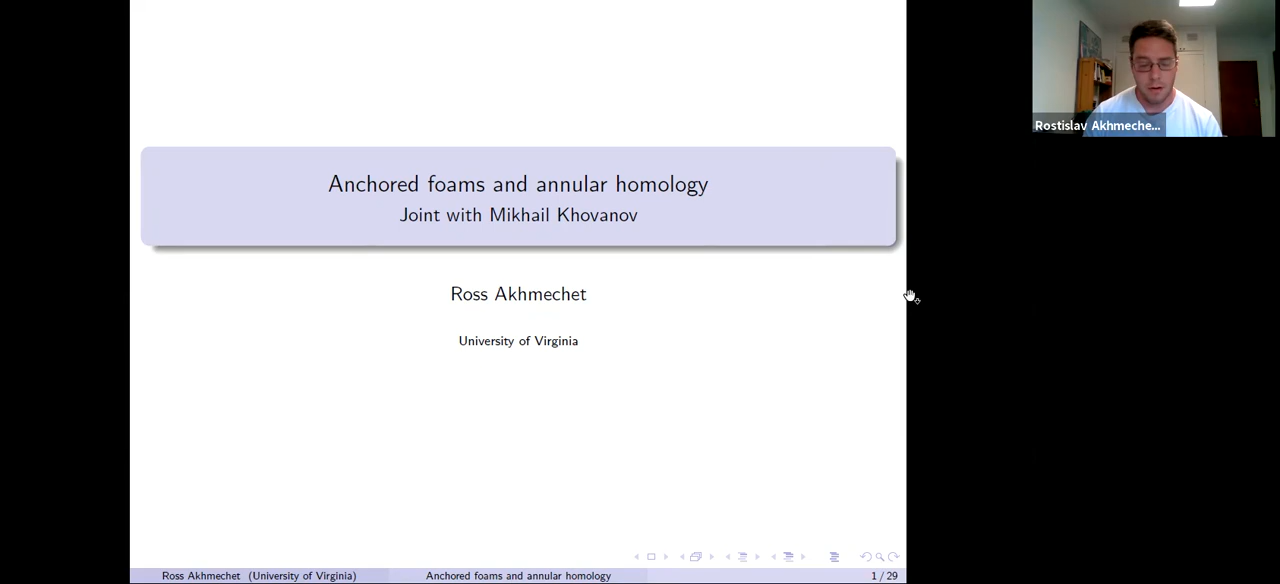 Rostislav Akhmeche...
Anchored foams and annular homology
Joint with Mikhail Khovanov
Ross Akhmechet
University of Virginia
Ross Akhmechet (University of Virginia) Anchored foams and annular homology 1 / 29